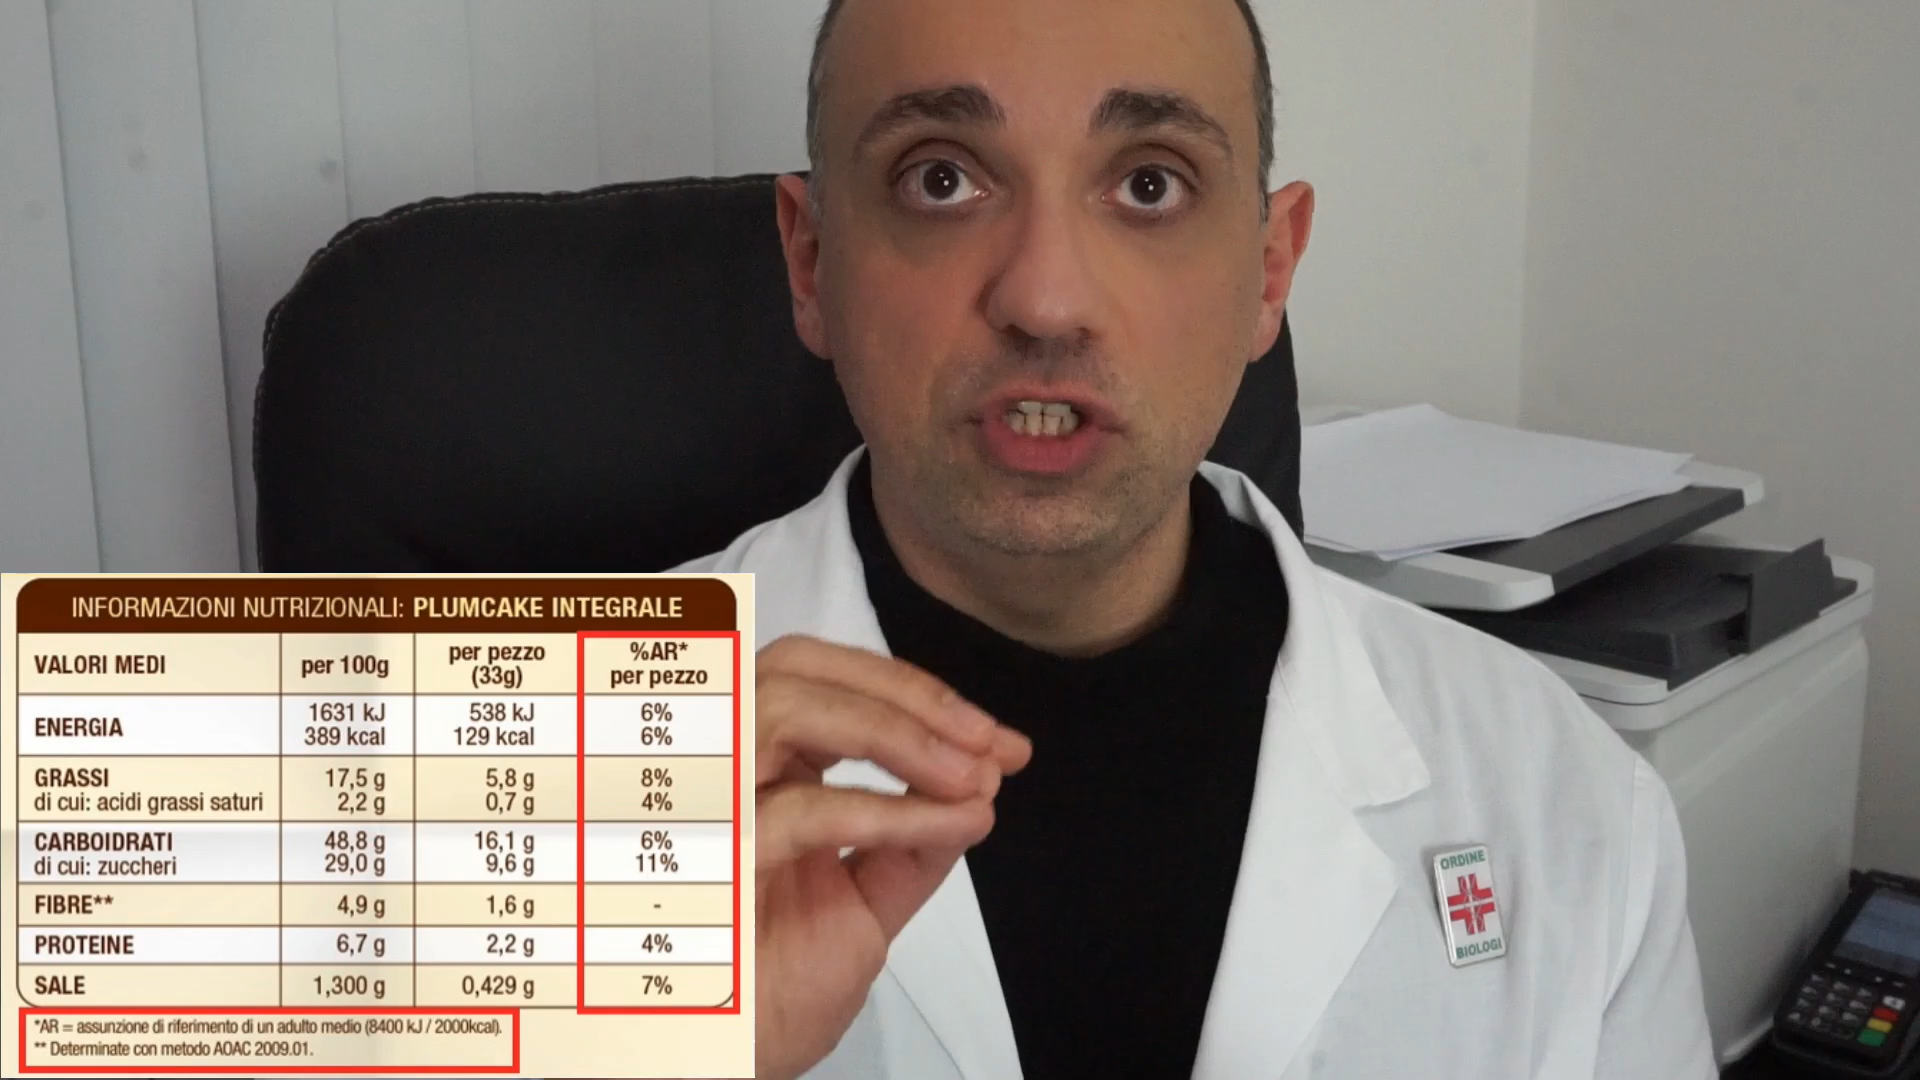 INFORMAZIONI NUTRIZIONALI: PLUMCAKE INTEGRALE
VALORI MEDI per 100g per pezzo (33g) %AR* per pezzo
ENERGIA 1631 kJ 538 kJ 6%
389 kcal 129 kcal 6%
GRASSI 17,5 g 5,8 g 8%
di cui: acidi grassi saturi 2,2 g 0,7 g 4%
CARBOIDRATI 48,8 g 16,1 g 6%
di cui: zuccheri 29,0 g 9,6 g 11%
FIBRE** 4,9 g 1,6 g -
PROTEINE 6,7 g 2,2 g 4%
SALE 1,300 g 0,429 g 7%
*AR = assunzione di riferimento di un adulto medio (8400 kJ / 2000kcal).
** Determinate con metodo AOAC 2009.01.
ORDINE
BIOLOGI